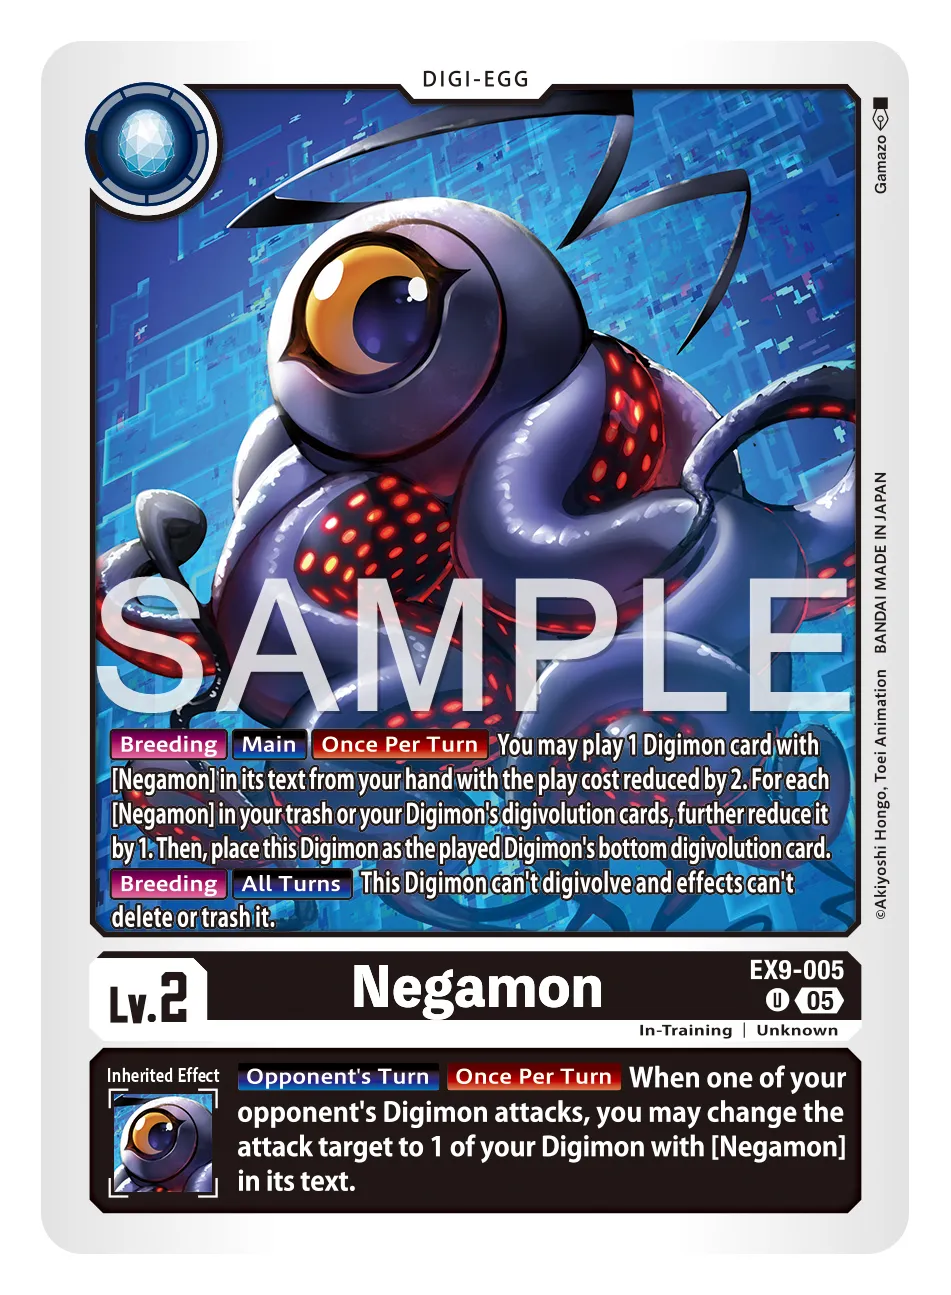 DIGI-EGG
Gamazo
SAMPLE
Breeding Main Once Per Turn You may play 1 Digimon card with
[Negamon] in its text from your hand with the play cost reduced by 2. For each
[Negamon] in your trash or your Digimon's digivolution cards, further reduce it
by 1. Then, place this Digimon as the played Digimon's bottom digivolution card.
Breeding All Turns This Digimon can't digivolve and effects can't
delete or trash it.
©Akiyoshi Hongo, Toei Animation BANDAI MADE IN JAPAN
Lv.2
Negamon
EX9-005
U 05
In-Training | Unknown
Inherited Effect
Opponent's Turn Once Per Turn When one of your
opponent's Digimon attacks, you may change the
attack target to 1 of your Digimon with [Negamon]
in its text.